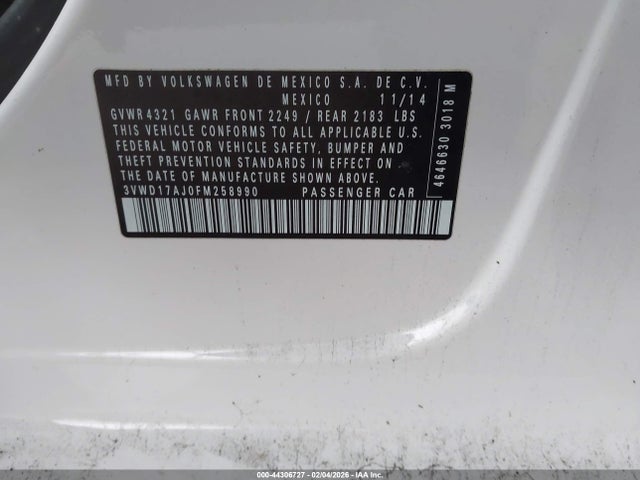 MFD BY VOLKSWAGEN DE MEXICO S.A. DE C.V.
MEXICO 11/14
GVWR 4321 GAWR FRONT 2249 / REAR 2183 LBS
THIS VEHICLE CONFORMS TO ALL APPLICABLE U.S.
FEDERAL MOTOR VEHICLE SAFETY, BUMPER AND
THEFT PREVENTION STANDARDS IN EFFECT ON
THE DATE OF MANUFACTURE SHOWN ABOVE.
3VWD17AJ0FM258990 PASSENGER CAR
4646630 3018 M
000-44306727 - 02/04/2026 - IAAI.COM